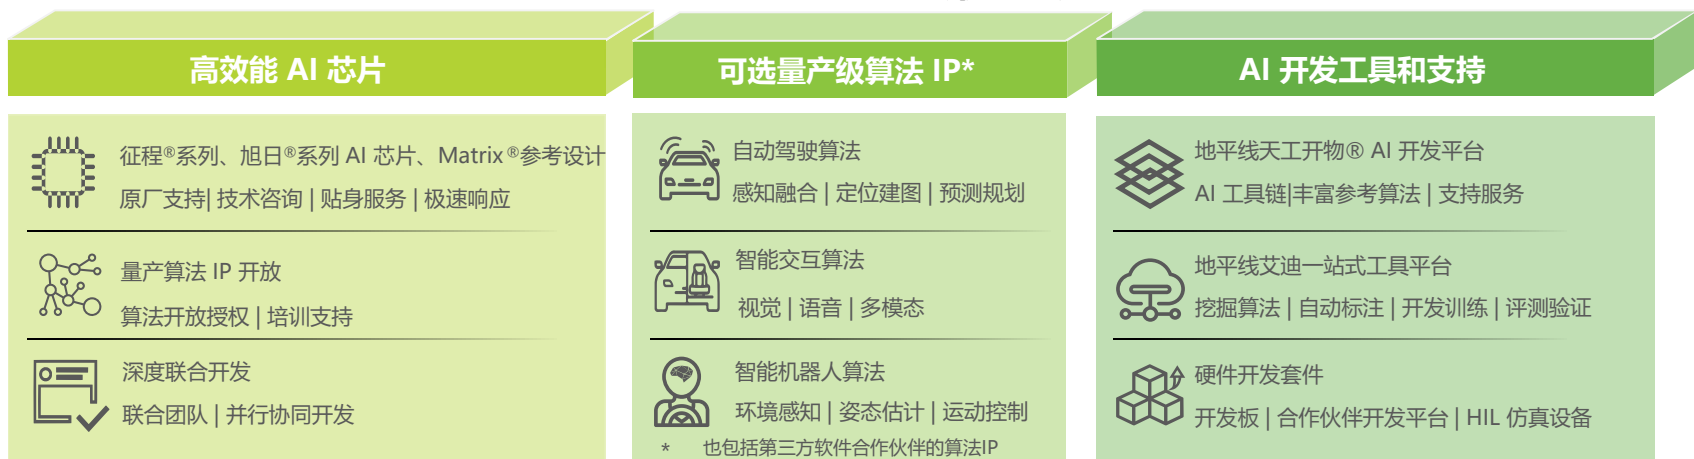 高效能 AI 芯片
征程®系列、旭日®系列 AI 芯片、Matrix®参考设计
原厂支持| 技术咨询 | 贴身服务 | 极速响应
量产算法 IP 开放
算法开放授权 | 培训支持
深度联合开发
联合团队 | 并行协同开发
可选量产级算法 IP*
自动驾驶算法
感知融合 | 定位建图 | 预测规划
智能交互算法
视觉 | 语音 | 多模态
智能机器人算法
环境感知 | 姿态估计 | 运动控制
* 也包括第三方软件合作伙伴的算法IP
AI 开发工具和支持
地平线天工开物® AI 开发平台
AI 工具链|丰富参考算法 | 支持服务
地平线艾迪一站式工具平台
挖掘算法 | 自动标注 | 开发训练 | 评测验证
硬件开发套件
开发板 | 合作伙伴开发平台 | HIL 仿真设备